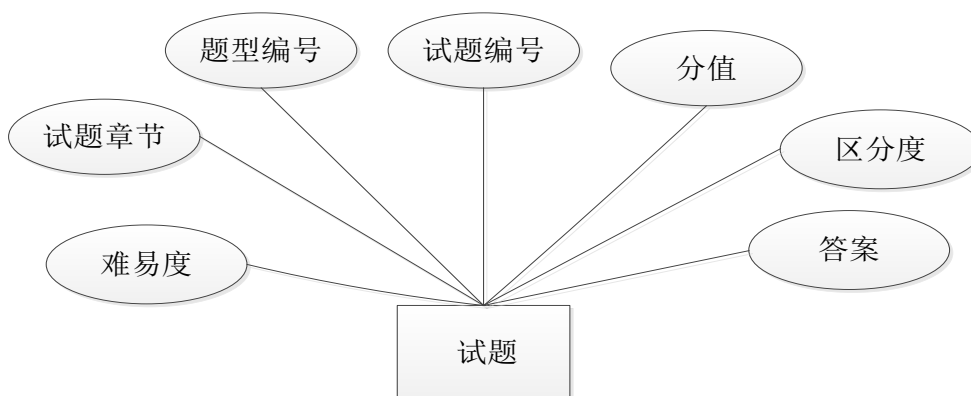 题型编号
试题编号
分值
试题章节
区分度
难易度
答案
试题